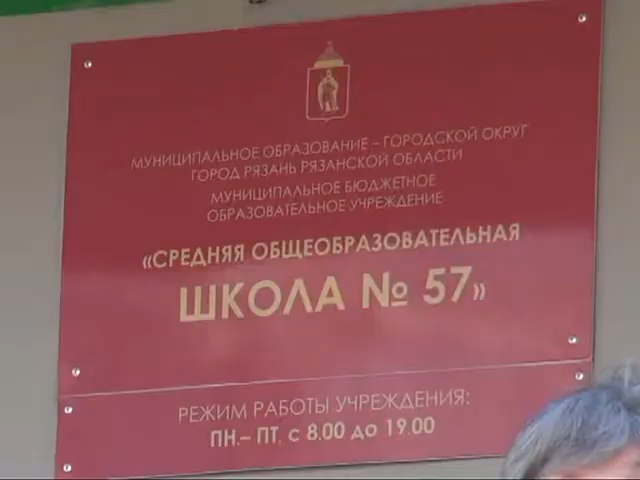 МУНИЦИПАЛЬНОЕ ОБРАЗОВАНИЕ – ГОРОДСКОЙ ОКРУГ
ГОРОД РЯЗАНЬ РЯЗАНСКОЙ ОБЛАСТИ
МУНИЦИПАЛЬНОЕ БЮДЖЕТНОЕ
ОБРАЗОВАТЕЛЬНОЕ УЧРЕЖДЕНИЕ
«СРЕДНЯЯ ОБЩЕОБРАЗОВАТЕЛЬНАЯ
ШКОЛА № 57»
РЕЖИМ РАБОТЫ УЧРЕЖДЕНИЯ:
ПН.– ПТ. с 8.00 до 19.00